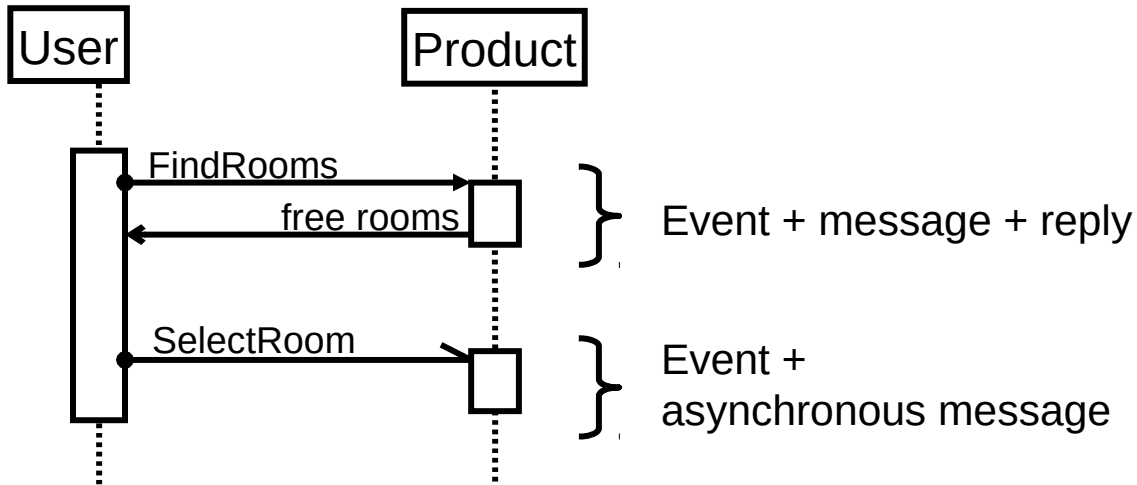 User
Product
FindRooms
free rooms
Event + message + reply
SelectRoom
Event +
asynchronous message